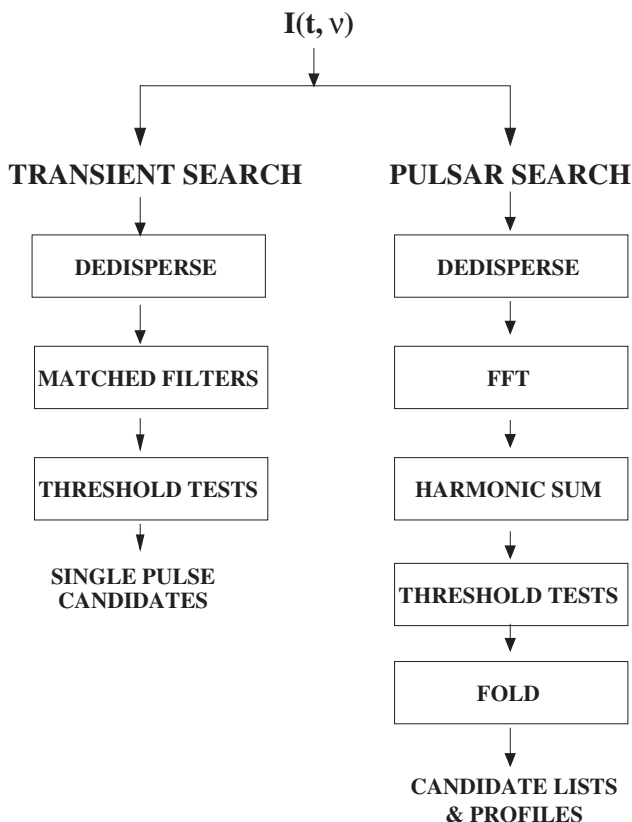 I(t, ν)
TRANSIENT SEARCH
DEDISPERSE
MATCHED FILTERS
THRESHOLD TESTS
SINGLE PULSE
CANDIDATES
PULSAR SEARCH
DEDISPERSE
FFT
HARMONIC SUM
THRESHOLD TESTS
FOLD
CANDIDATE LISTS
& PROFILES